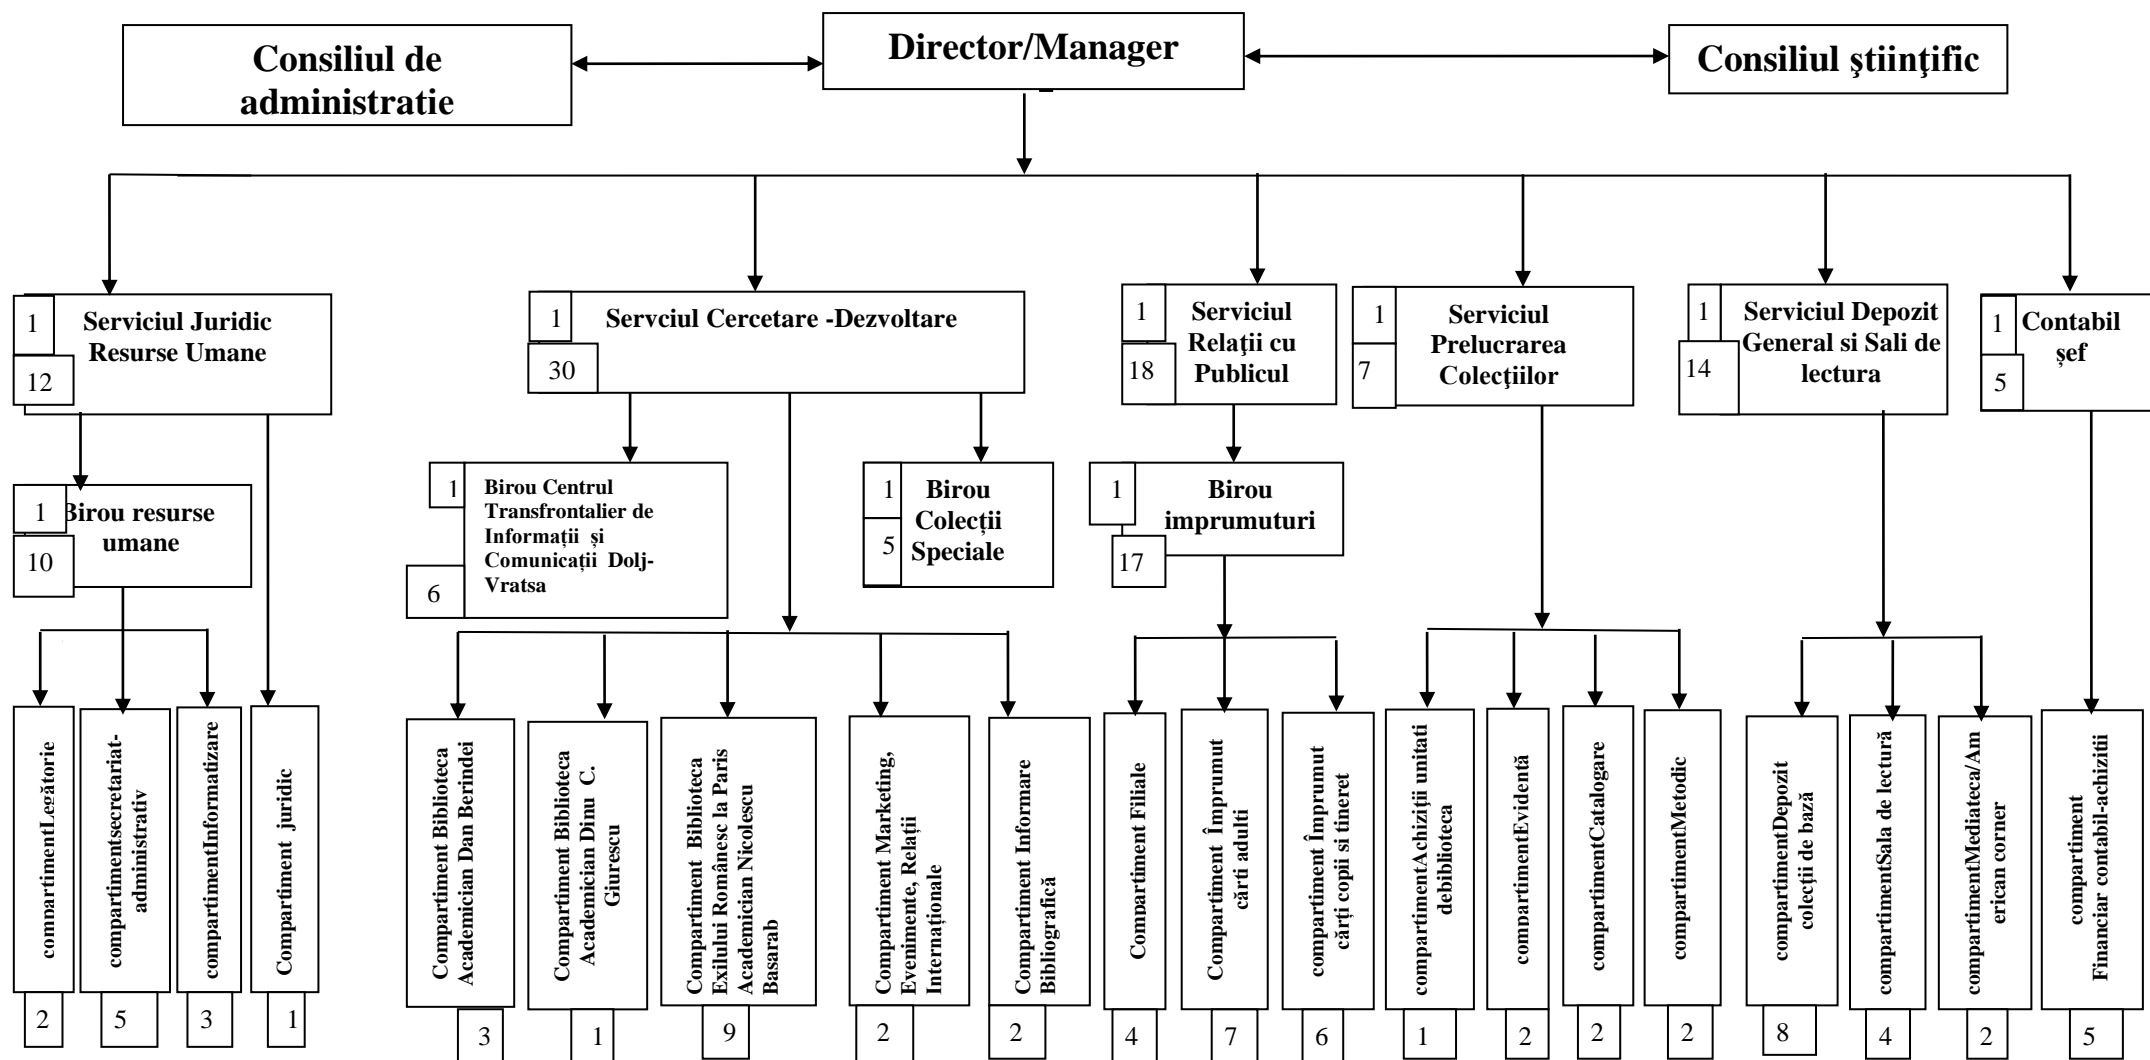 Consiliul de
administratie
Director/Manager
Consiliul ştiinţific
1
12
Serviciul Juridic
Resurse Umane
1
30
Servciul Cercetare -Dezvoltare
1
18
Serviciul
Relaţii cu
Publicul
1
7
Serviciul
Prelucrarea
Colecţiilor
1
14
Serviciul Depozit
General si Sali de
lectura
1
5
Contabil
șef
1
10
Birou resurse
umane
1
6
Birou Centrul
Transfrontalier de
Informații și
Comunicații Dolj-
Vratsa
1
5
Birou
Colecții
Speciale
1
17
Birou
imprumuturi
compartimentLegătorie
2
compartimentsecretariat-
administrativ
5
compartimentInformatizare
3
Compartiment juridic
1
Compartiment Biblioteca
Academician Dan Berindei
3
Compartiment Biblioteca
Academician Dinu C.
Giurescu
1
Compartiment Biblioteca
Exilului Românesc la Paris
Academician Nicolescu
Basarab
9
Compartiment Marketing,
Evenimente, Relații
Internaționale
2
Compartiment Informare
Bibliografică
2
Compartiment Filiale
4
Compartiment Împrumut
cărti adulti
7
compartiment Împrumut
cărți copii si tineret
6
compartimentAchiziţii unitati
debiblioteca
1
compartimentEvidentă
2
compartimentCatalogare
2
compartimentMetodic
2
compartimentDepozit
colecţii de bază
8
compartimentSala de lectură
4
compartimentMediateca/Am
erican corner
2
compartiment
Financiar contabil-achizitii
5